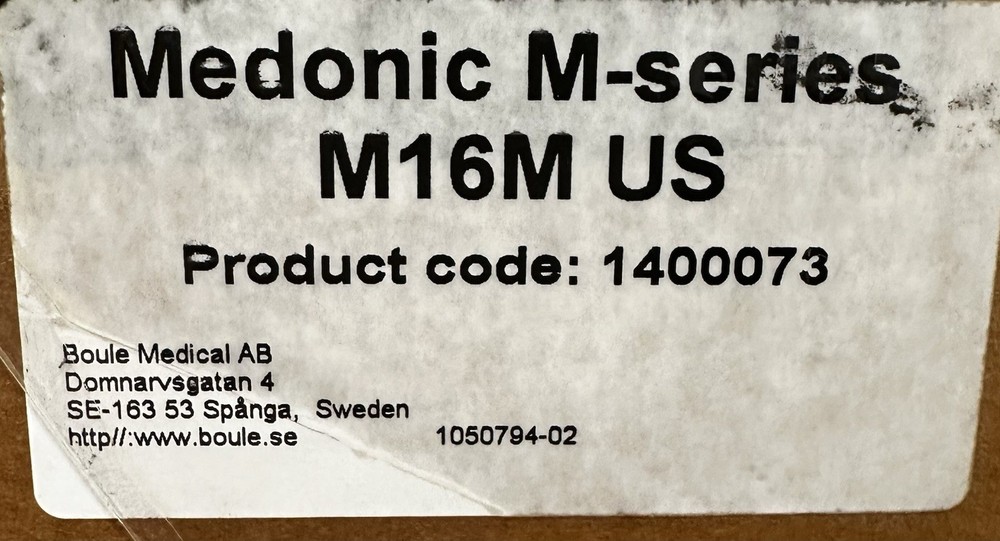 Medonic M-series
M16M US
Product code: 1400073
Boule Medical AB
Domnarvsgatan 4
SE-163 53 Spånga, Sweden
http//:www.boule.se
1050794-02